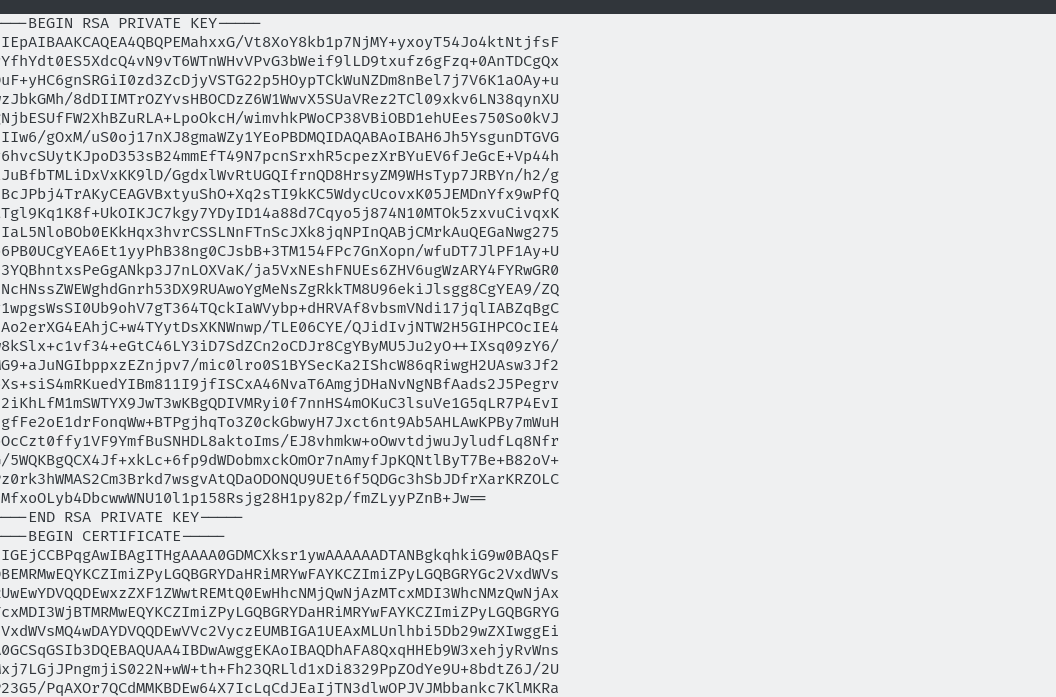 -----BEGIN RSA PRIVATE KEY-----
IEpAIBAAKCAQEA4QBQPEMahxxG/Vt8XoY8kb1p7NjMY+yxoyT54Jo4ktNtjfsF
YfhYdt0ES5XdcQ4vN9vT6WTnWHvVPvG3bWeif9lLD9txufz6gFzq+0AnTDCgQx
uF+yHC6gnSRGiI0zd3ZcDjyVSTG22p5HOypTCkWuNZDm8nBel7j7V6K1aOAy+u
zJbkGMh/8dDIIMTrOZYvsHBOCDzZ6W1WwvX5SUaVRez2TCl09xkv6LN38qynXU
NjbESUfFW2XhBZuRLA+LpoOkcH/wimvhkPWoCP38VBiOBD1ehUEes750So0kVJ
IIw6/gOxM/uS0oj17nXJ8gmaWZy1YEoPBDMQIDAQABAoIBAH6Jh5YsgunDTGVG
6hvcSUytKJpoD353sB24mmEfT49N7pcnSrxhR5cpezXrBYuEV6fJeGcE+Vp44h
JuBfbTMLiDxVxKK9lD/GgdxlWvRtUGQIfrnQD8HrsyZM9WHsTyp7JRBYn/h2/g
BcJPbj4TrAKyCEAGVBxtyuShO+Xq2sTI9kKC5WdycUcovxK05JEMDnYfx9wPfQ
Tgl9Kq1K8f+UkOIKJC7kgy7YDyID14a88d7Cqyo5j874N10MTOk5zxvuCivqxK
IaL5NloBOb0EKkHqx3hvrCSSLNnFTnScJXk8jqNPInQABjCMrkAuQEGaNwg275
6PB0UCgYEA6Et1yyPhB38ng0CJsbB+3TM154FPc7GnXopn/wfuDT7JlPF1Ay+U
3YQBhntxsPeGgANkp3J7nLOXVaK/ja5VxNEshFNUEs6ZHV6ugWzARY4FYRwGR0
NcHNssZWEWghdGnrh53DX9RUAwoYgMeNsZgRkkTM8U96ekiJlsgg8CgYEA9/ZQ
1wpgsWsSI0Ub9ohV7gT364TQckIaWVybp+dHRVAf8vbsmVNdi17jqlIABZqBgC
Ao2erXG4EAhjC+w4TYytDsXKNWnwp/TLE06CYE/QJidIvjNTW2H5GIHPCOcIE4
8kSlx+c1vf34+eGtC46LY3iD7SdZCn2oCDJr8CgYByMU5Ju2yO++IXsq09zY6/
G9+aJuNGIbppxzEZnjpv7/mic0lro0S1BYSecKa2IShcW86qRiwgH2UAsw3Jf2
Xs+siS4mRKuedYIBm811I9jfISCxA46NvaT6AmgjDHaNvNgNBfAads2J5Pegrv
2iKhLfM1mSWTYX9JwT3wKBgQDIVMRyi0f7nnHS4mOKuC3lsuVe1G5qLR7P4EvI
gfFe2oE1drFonqWw+BTPgjhqTo3Z0ckGbwyH7Jxct6nt9Ab5AHLAwKPBy7mWuH
OcCzt0ffy1VF9YmfBuSNHDL8aktoIms/EJ8vhmkw+oOwvtdjwuJyludfLq8Nfr
/5WQKBgQCX4Jf+xkLc+6fp9dWDobmxckOmOr7nAmyfJpKQNtlByT7Be+B82oV+
z0rk3hWMAS2Cm3Brkd7wsgvAtQDaODONQU9UEt6f5QDGc3hSbJDfrXarKRZOLC
MfxoOLyb4DbcwwWNU10l1p158Rsjg28H1py82p/fmZLyyPZnB+Jw==
-----END RSA PRIVATE KEY-----
-----BEGIN CERTIFICATE-----
IGEjCCBPqgAwIBAgITHgAAAA0GDMCXksr1ywAAAAAADTANBgkqhkiG9w0BAQsF
BEMRMwEQYKCZImiZPyLGQBGRYDaHRiMRYwFAYKCZImiZPyLGQBGRYGc2VxdWVs
UwEwYDVQQDEwxzZXF1ZWwtREMtQ0EwHhcNMjQwNjAzMTcxMDI3WhcNMzQwNjAx
cxMDI3WjBTMRMwEQYKCZImiZPyLGQBGRYDaHRiMRYwFAYKCZImiZPyLGQBGRYG
VxdWVsMQ4wDAYDVQQDEwVVc2VyczEUMBIGA1UEAxMLUnlhbi5Db29wZXIwggEi
0GCSqGSIb3DQEBAQUAA4IBDwAwggEKAoIBAQDhAFA8QxqHHEb9W3xehjyRvWns
xj7LGjJPngmjiS022N+wW+th+Fh23QRLld1xDi8329PpZOdYe9U+8bdtZ6J/2U
23G5/PqAXOr7QCdMMKBDEw64X7IcLqCdJEaIjTN3dlwOPJVJMbbankc7KlMKRa